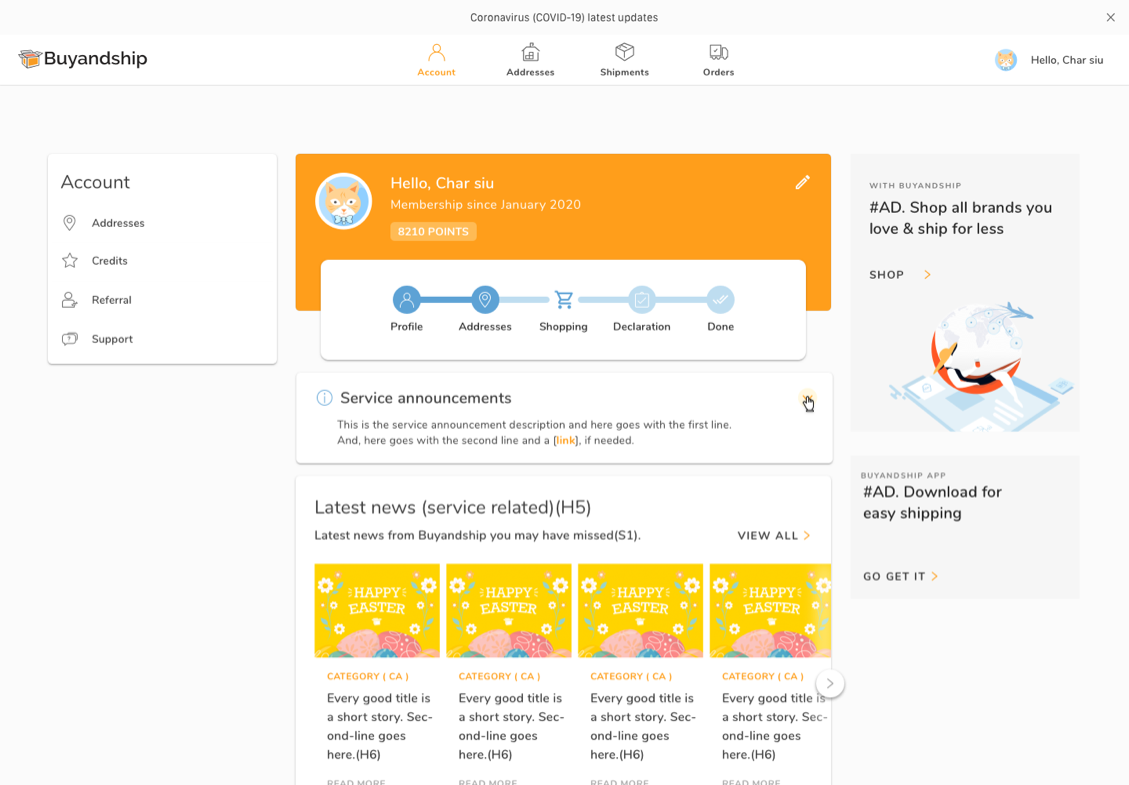 Coronavirus (COVID-19) latest updates
Buyandship
Account
Addresses
Shipments
Orders
Hello, Char siu
Account
Addresses
Credits
Referral
Support
Hello, Char siu
Membership since January 2020
8210 POINTS
Profile
Addresses
Shopping
Declaration
Done
Service announcements
This is the service announcement description and here goes with the first line.
And, here goes with the second line and a [link], if needed.
Latest news (service related)(H5)
Latest news from Buyandship you may have missed(S1).
VIEW ALL
HAPPY
EASTER
HAPPY
EASTER
HAPPY
EASTER
HAPPY
EASTER
CATEGORY ( CA )
Every good title is
a short story. Sec-
ond-line goes
here.(H6)
READ MORE
CATEGORY ( CA )
Every good title is
a short story. Sec-
ond-line goes
here.(H6)
READ MORE
CATEGORY ( CA )
Every good title is
a short story. Sec-
ond-line goes
here.(H6)
READ MORE
CATEGORY ( CA )
Every good title is
a short story. Sec-
ond-line goes
here.(H6)
READ MORE
WITH BUYANDSHIP
#AD. Shop all brands you
love & ship for less
SHOP
BUYANDSHIP APP
#AD. Download for
easy shipping
GO GET IT